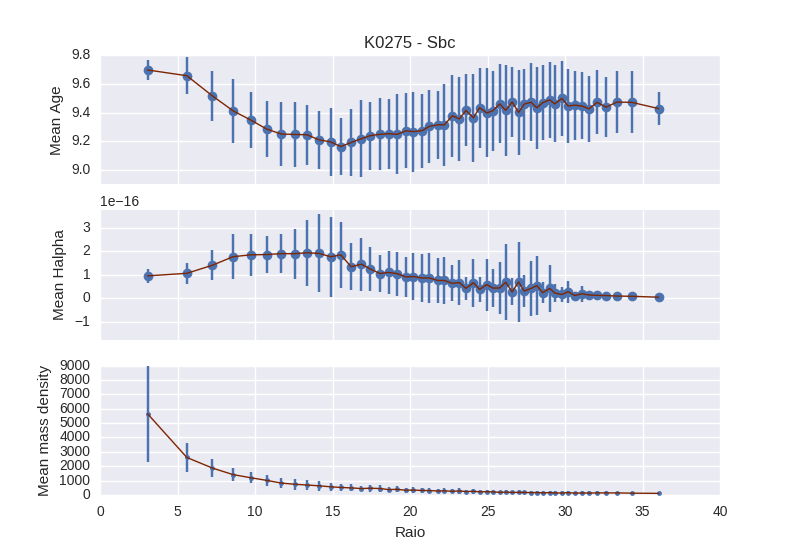 K0275 - Sbc
9.8
9.6
9.4
9.2
9.0
Mean Age
1e−16
3
2
1
0
−1
Mean Halpha
9000
8000
7000
6000
5000
4000
3000
2000
1000
0
Mean mass density
0 5 10 15 20 25 30 35 40
Raio